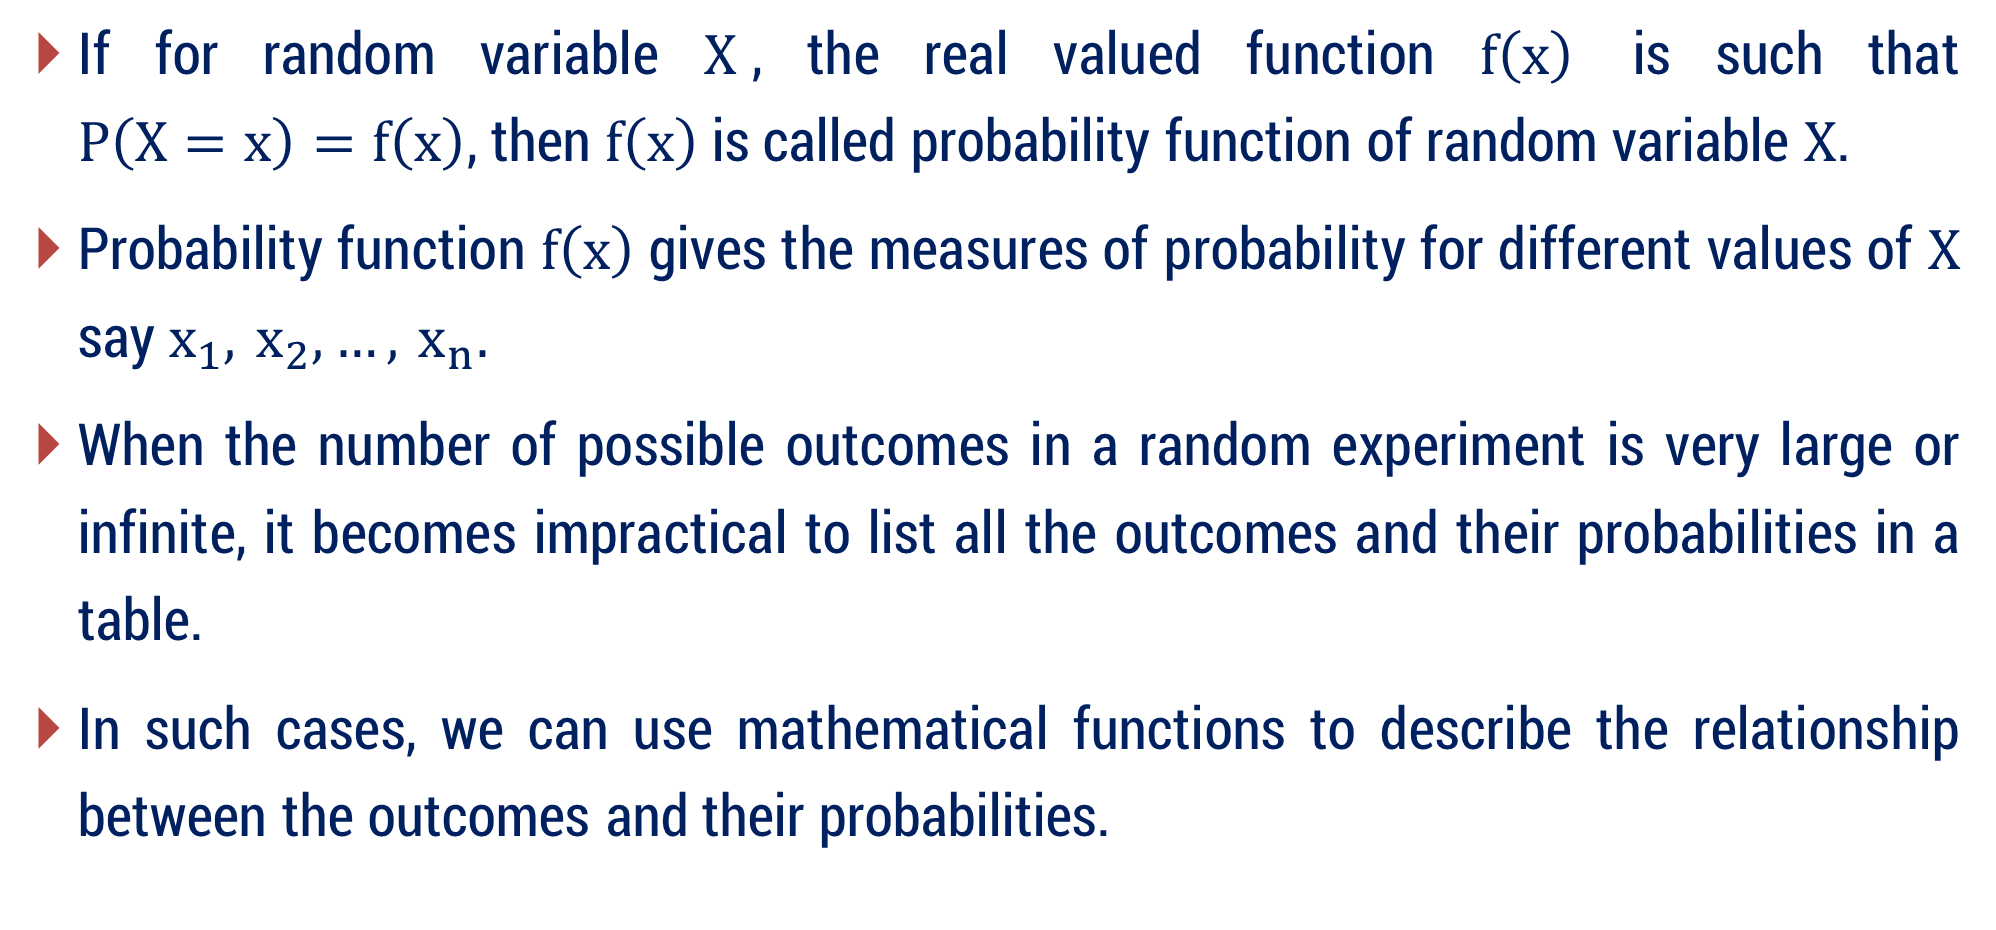 If for random variable X , the real valued function f(x) is such that
P(X = x) = f(x), then f(x) is called probability function of random variable X.
Probability function f(x) gives the measures of probability for different values of X
say x₁, x₂, … , xₙ.
When the number of possible outcomes in a random experiment is very large or
infinite, it becomes impractical to list all the outcomes and their probabilities in a
table.
In such cases, we can use mathematical functions to describe the relationship
between the outcomes and their probabilities.